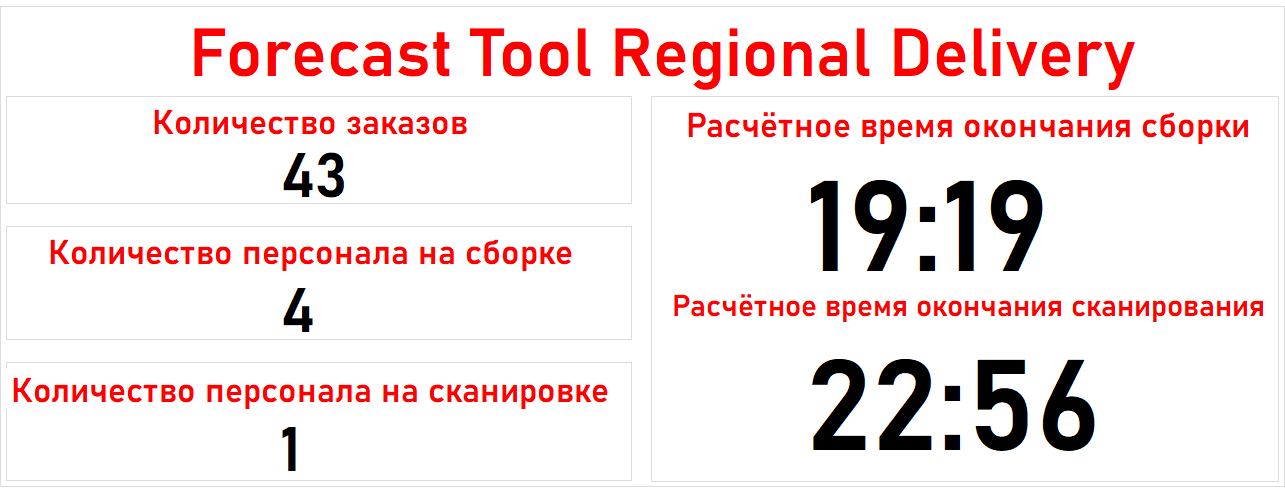 Forecast Tool Regional Delivery
Количество заказов
43
Количество персонала на сборке
4
Количество персонала на сканировке
1
Расчётное время окончания сборки
19:19
Расчётное время окончания сканирования
22:56